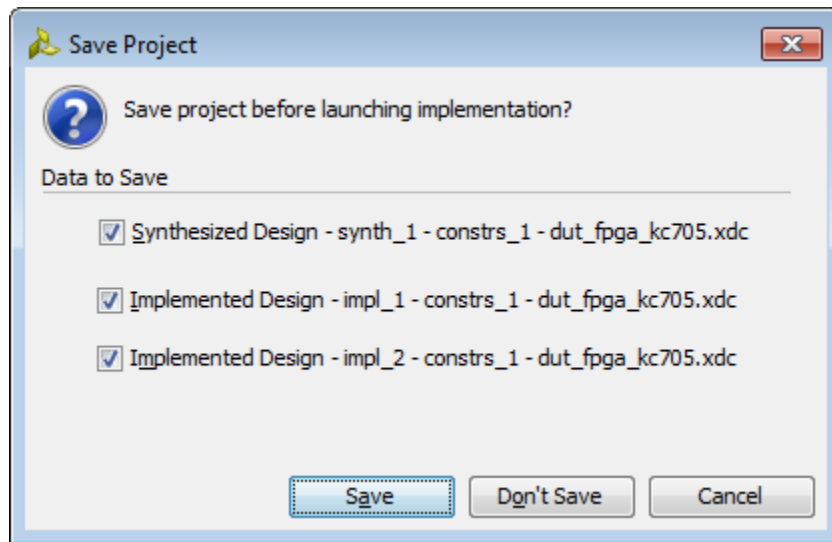 Save Project
Save project before launching implementation?
Data to Save
Synthesized Design - synth_1 - constrs_1 - dut_fpga_kc705.xdc
Implemented Design - impl_1 - constrs_1 - dut_fpga_kc705.xdc
Implemented Design - impl_2 - constrs_1 - dut_fpga_kc705.xdc
Save Don't Save Cancel